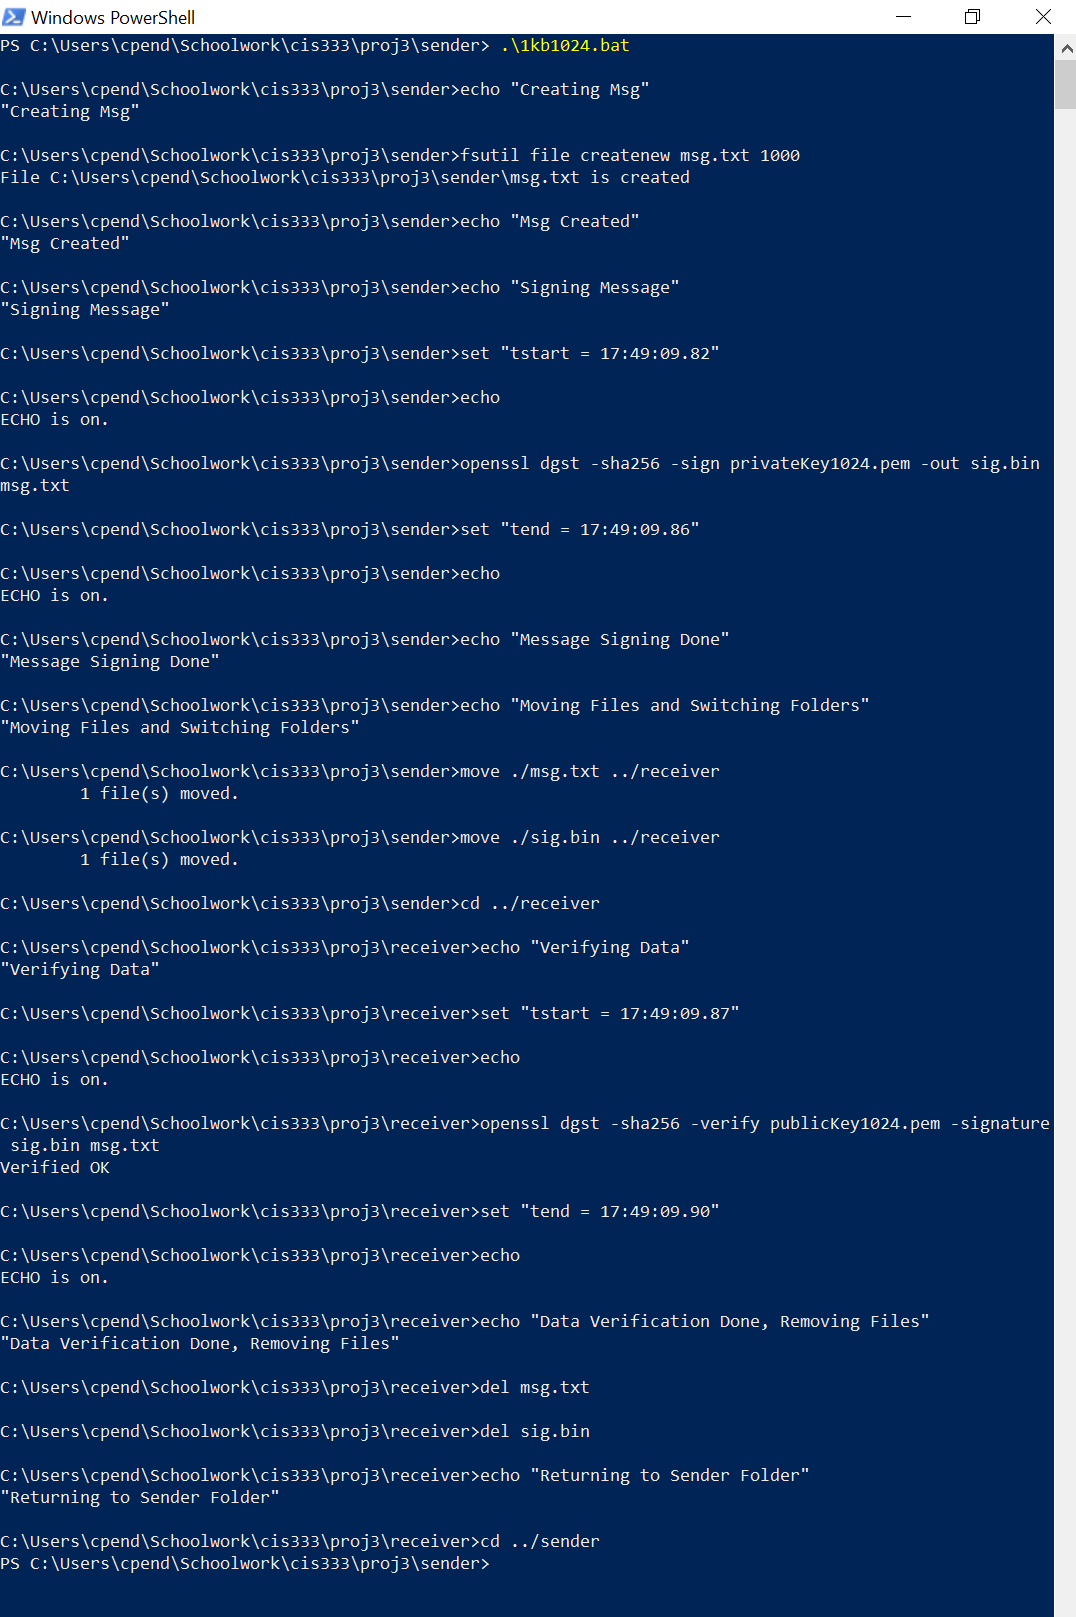 Windows PowerShell
PS C:\Users\cpend\Schoolwork\cis333\proj3\sender> .\1kb1024.bat
C:\Users\cpend\Schoolwork\cis333\proj3\sender>echo "Creating Msg"
"Creating Msg"
C:\Users\cpend\Schoolwork\cis333\proj3\sender>fsutil file createnew msg.txt 1000
File C:\Users\cpend\Schoolwork\cis333\proj3\sender\msg.txt is created
C:\Users\cpend\Schoolwork\cis333\proj3\sender>echo "Msg Created"
"Msg Created"
C:\Users\cpend\Schoolwork\cis333\proj3\sender>echo "Signing Message"
"Signing Message"
C:\Users\cpend\Schoolwork\cis333\proj3\sender>set "tstart = 17:49:09.82"
C:\Users\cpend\Schoolwork\cis333\proj3\sender>echo
ECHO is on.
C:\Users\cpend\Schoolwork\cis333\proj3\sender>openssl dgst -sha256 -sign privateKey1024.pem -out sig.bin
msg.txt
C:\Users\cpend\Schoolwork\cis333\proj3\sender>set "tend = 17:49:09.86"
C:\Users\cpend\Schoolwork\cis333\proj3\sender>echo
ECHO is on.
C:\Users\cpend\Schoolwork\cis333\proj3\sender>echo "Message Signing Done"
"Message Signing Done"
C:\Users\cpend\Schoolwork\cis333\proj3\sender>echo "Moving Files and Switching Folders"
"Moving Files and Switching Folders"
C:\Users\cpend\Schoolwork\cis333\proj3\sender>move ./msg.txt ../receiver
1 file(s) moved.
C:\Users\cpend\Schoolwork\cis333\proj3\sender>move ./sig.bin ../receiver
1 file(s) moved.
C:\Users\cpend\Schoolwork\cis333\proj3\sender>cd ../receiver
C:\Users\cpend\Schoolwork\cis333\proj3\receiver>echo "Verifying Data"
"Verifying Data"
C:\Users\cpend\Schoolwork\cis333\proj3\receiver>set "tstart = 17:49:09.87"
C:\Users\cpend\Schoolwork\cis333\proj3\receiver>echo
ECHO is on.
C:\Users\cpend\Schoolwork\cis333\proj3\receiver>openssl dgst -sha256 -verify publicKey1024.pem -signature
sig.bin msg.txt
Verified OK
C:\Users\cpend\Schoolwork\cis333\proj3\receiver>set "tend = 17:49:09.90"
C:\Users\cpend\Schoolwork\cis333\proj3\receiver>echo
ECHO is on.
C:\Users\cpend\Schoolwork\cis333\proj3\receiver>echo "Data Verification Done, Removing Files"
"Data Verification Done, Removing Files"
C:\Users\cpend\Schoolwork\cis333\proj3\receiver>del msg.txt
C:\Users\cpend\Schoolwork\cis333\proj3\receiver>del sig.bin
C:\Users\cpend\Schoolwork\cis333\proj3\receiver>echo "Returning to Sender Folder"
"Returning to Sender Folder"
C:\Users\cpend\Schoolwork\cis333\proj3\receiver>cd ../sender
PS C:\Users\cpend\Schoolwork\cis333\proj3\sender>